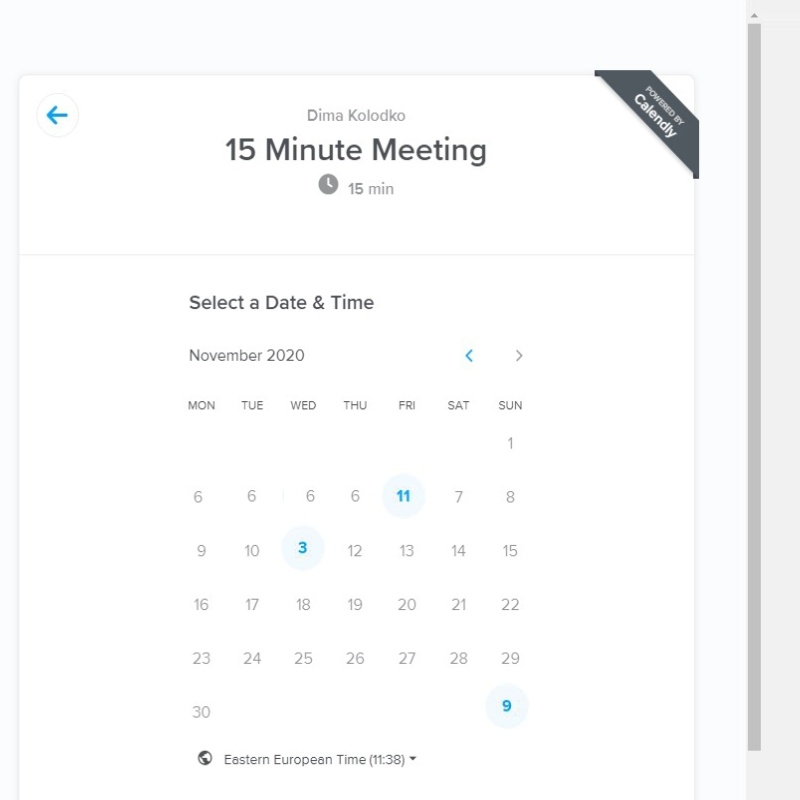 POWERED BY
Calendly
Dima Kolodko
15 Minute Meeting
15 min
Select a Date & Time
November 2020
MON TUE WED THU FRI SAT SUN
1
6 6 6 6 11 7 8
9 10 3 12 13 14 15
16 17 18 19 20 21 22
23 24 25 26 27 28 29
30 9
Eastern European Time (11:38)